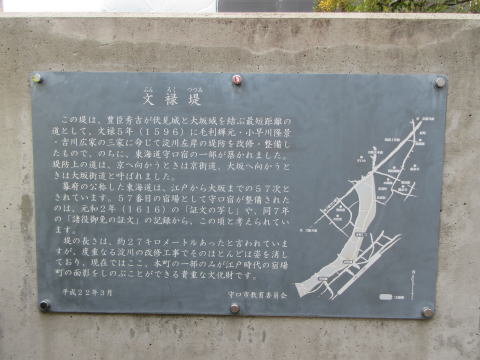 ぶん ろく つつみ
文禄堤
この堤は、豊臣秀吉が伏見城と大坂城を結ぶ最短距離の
道として、文禄5年（1596）に毛利輝元・小早川隆景
・吉川広家の三家に命じて淀川左岸の堤防を改修・整備し
たもので、のちに、東海道守口宿の一部が築かれました。
堤防上の道は、京へ向かうときは京街道、大坂へ向かうと
きは大坂街道と呼ばれました。
幕府の公称した東海道は、江戸から大坂までの57次と
されています。57番目の宿場として守口宿が整備された
のは、元和2年（1616）の「証文の写し」や、同7年
の「諸役御免の証文」の記録から、この頃と考えられてい
ます。
堤の長さは、約27キロメートルあったと言われていま
すが、度重なる淀川の改修工事でそのほとんどは姿を消し
ており、現在ではここ、本町の一部のみが江戸時代の宿場
町の面影をしのぶことができる貴重な文化財です。
平成22年3月
守口市教育委員会